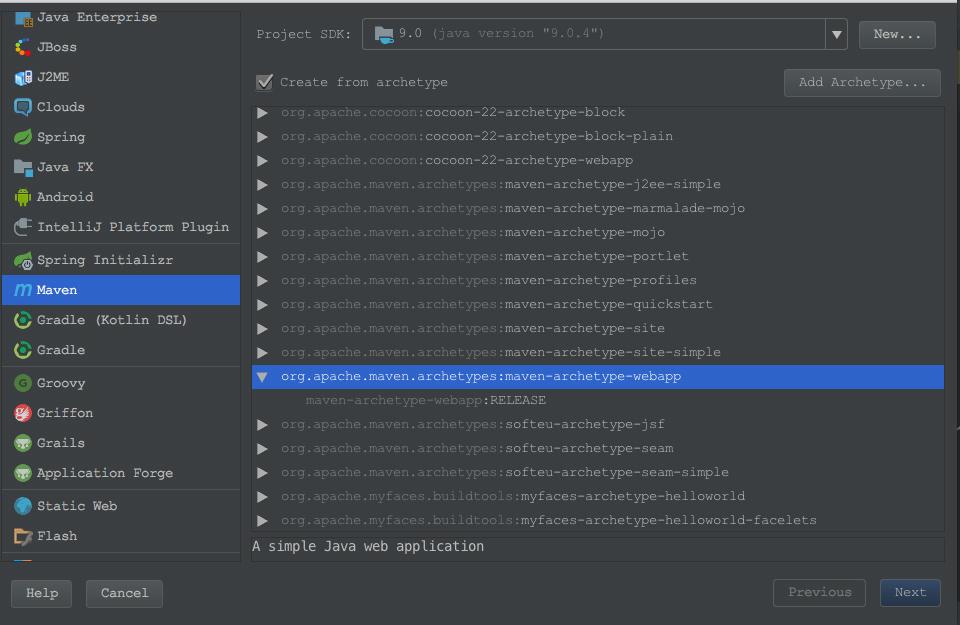 Java Enterprise
JBoss
J2ME
Clouds
Spring
Java FX
Android
IntelliJ Platform Plugin
Spring Initializr
Maven
Gradle (Kotlin DSL)
Gradle
Groovy
Griffon
Grails
Application Forge
Static Web
Flash
Project SDK: 9.0 (java version "9.0.4") New...
Create from archetype Add Archetype...
org.apache.cocoon:cocoon-22-archetype-block
org.apache.cocoon:cocoon-22-archetype-block-plain
org.apache.cocoon:cocoon-22-archetype-webapp
org.apache.maven.archetypes:maven-archetype-j2ee-simple
org.apache.maven.archetypes:maven-archetype-marmalade-mojo
org.apache.maven.archetypes:maven-archetype-mojo
org.apache.maven.archetypes:maven-archetype-portlet
org.apache.maven.archetypes:maven-archetype-profiles
org.apache.maven.archetypes:maven-archetype-quickstart
org.apache.maven.archetypes:maven-archetype-site
org.apache.maven.archetypes:maven-archetype-site-simple
org.apache.maven.archetypes:maven-archetype-webapp
maven-archetype-webapp:RELEASE
org.apache.maven.archetypes:softeu-archetype-jsf
org.apache.maven.archetypes:softeu-archetype-seam
org.apache.maven.archetypes:softeu-archetype-seam-simple
org.apache.myfaces.buildtools:myfaces-archetype-helloworld
org.apache.myfaces.buildtools:myfaces-archetype-helloworld-facelets
A simple Java web application
Help Cancel Previous Next